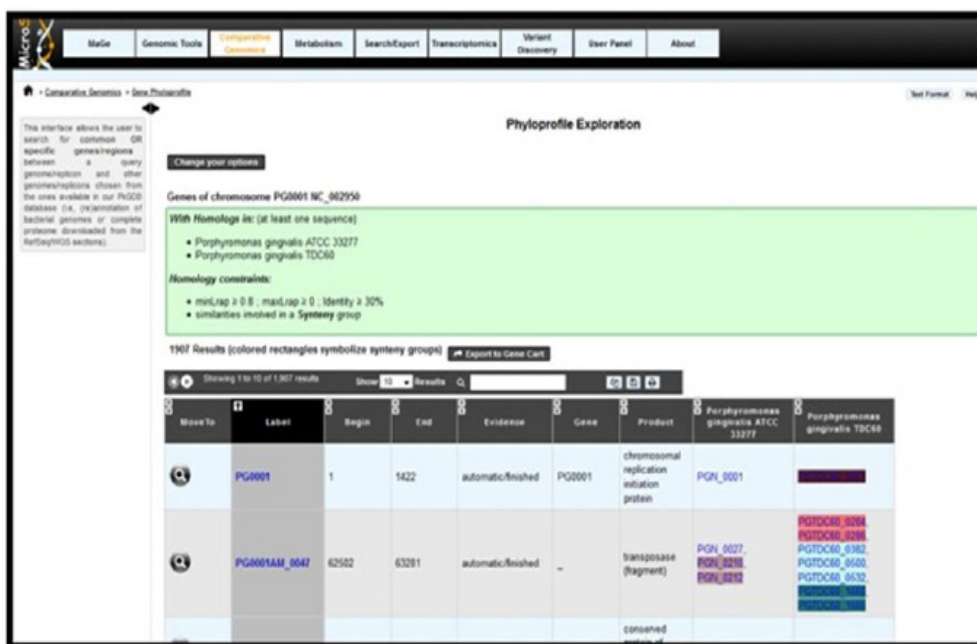 MicroS
MaGe
Genomic Tools
Comparative
Genomics
Metabolism
Search/Export
Transcriptomics
Variant
Discovery
User Panel
About
Comparative Genomics
Gene Phyloprofile
Text Format
Help
This interface allows the user to
search for common OR
specific genes/regions
between a query
genome/replicon and other
genomes/replicons chosen from
the ones available in our PkGDB
database (i.e, (re)annotation of
bacterial genomes or complete
proteome downloaded from the
RefSeq/WGS sections).
Phyloprofile Exploration
Change your options
Genes of chromosome PG0001 NC_002950
With Homologs in: (at least one sequence)
• Porphyromonas gingivalis ATCC 33277
• Porphyromonas gingivalis TDC60
Homology constraints:
• minLrap ≥ 0.8 ; maxLrap ≥ 0 ; Identity ≥ 30%
• similarities involved in a Synteny group
1907 Results (colored rectangles symbolize synteny groups)
Export to Gene Cart
Showing 1 to 10 of 1,907 results
Show 10 Results
MoveTo
Label
Begin
End
Evidence
Gene
Product
Porphyromonas
gingivalis ATCC
33277
Porphyromonas
gingivalis TDC60
PG0001
1
1422
automatic/finished
PG0001
chromosomal
replication
initiation
protein
PGN_0001
PG0001AM_0047
62502
63281
automatic/finished
_
transposase
(fragment)
PGN_0027,
PGN_0210,
PGN_0212
PGTDC60_0264,
PGTDC60_0286,
PGTDC60_0382,
PGTDC60_0500,
PGTDC60_0532,
conserved